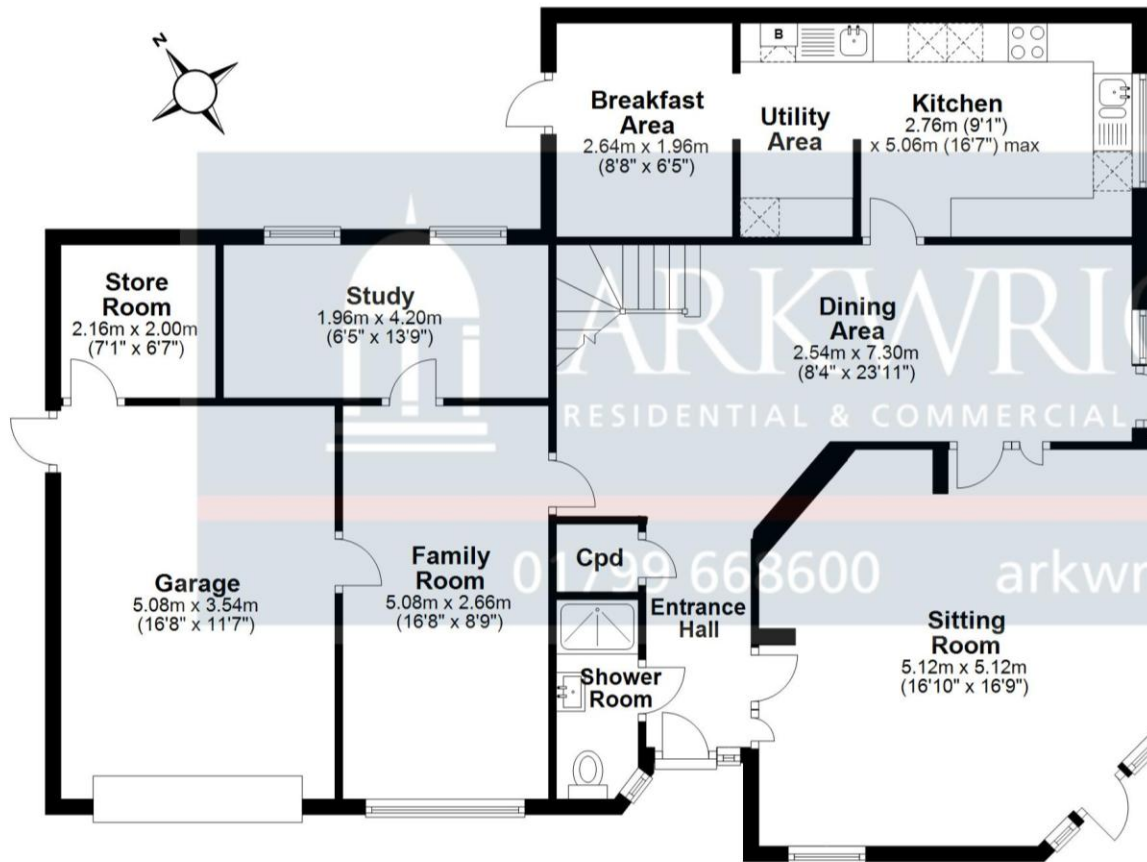 N
B
Breakfast
Area
2.64m x 1.96m
(8'8" x 6'5")
Utility
Area
Kitchen
2.76m (9'1")
x 5.06m (16'7") max
Store
Room
2.16m x 2.00m
(7'1" x 6'7")
Study
1.96m x 4.20m
(6'5" x 13'9")
Dining
Area
2.54m x 7.30m
(8'4" x 23'11")
ARKWRIG
RESIDENTIAL & COMMERCIAL
Garage
5.08m x 3.54m
(16'8" x 11'7")
Family
Room
5.08m x 2.66m
(16'8" x 8'9")
Cpd
01799 668600 arkwr
Entrance
Hall
Shower
Room
Sitting
Room
5.12m x 5.12m
(16'10" x 16'9")